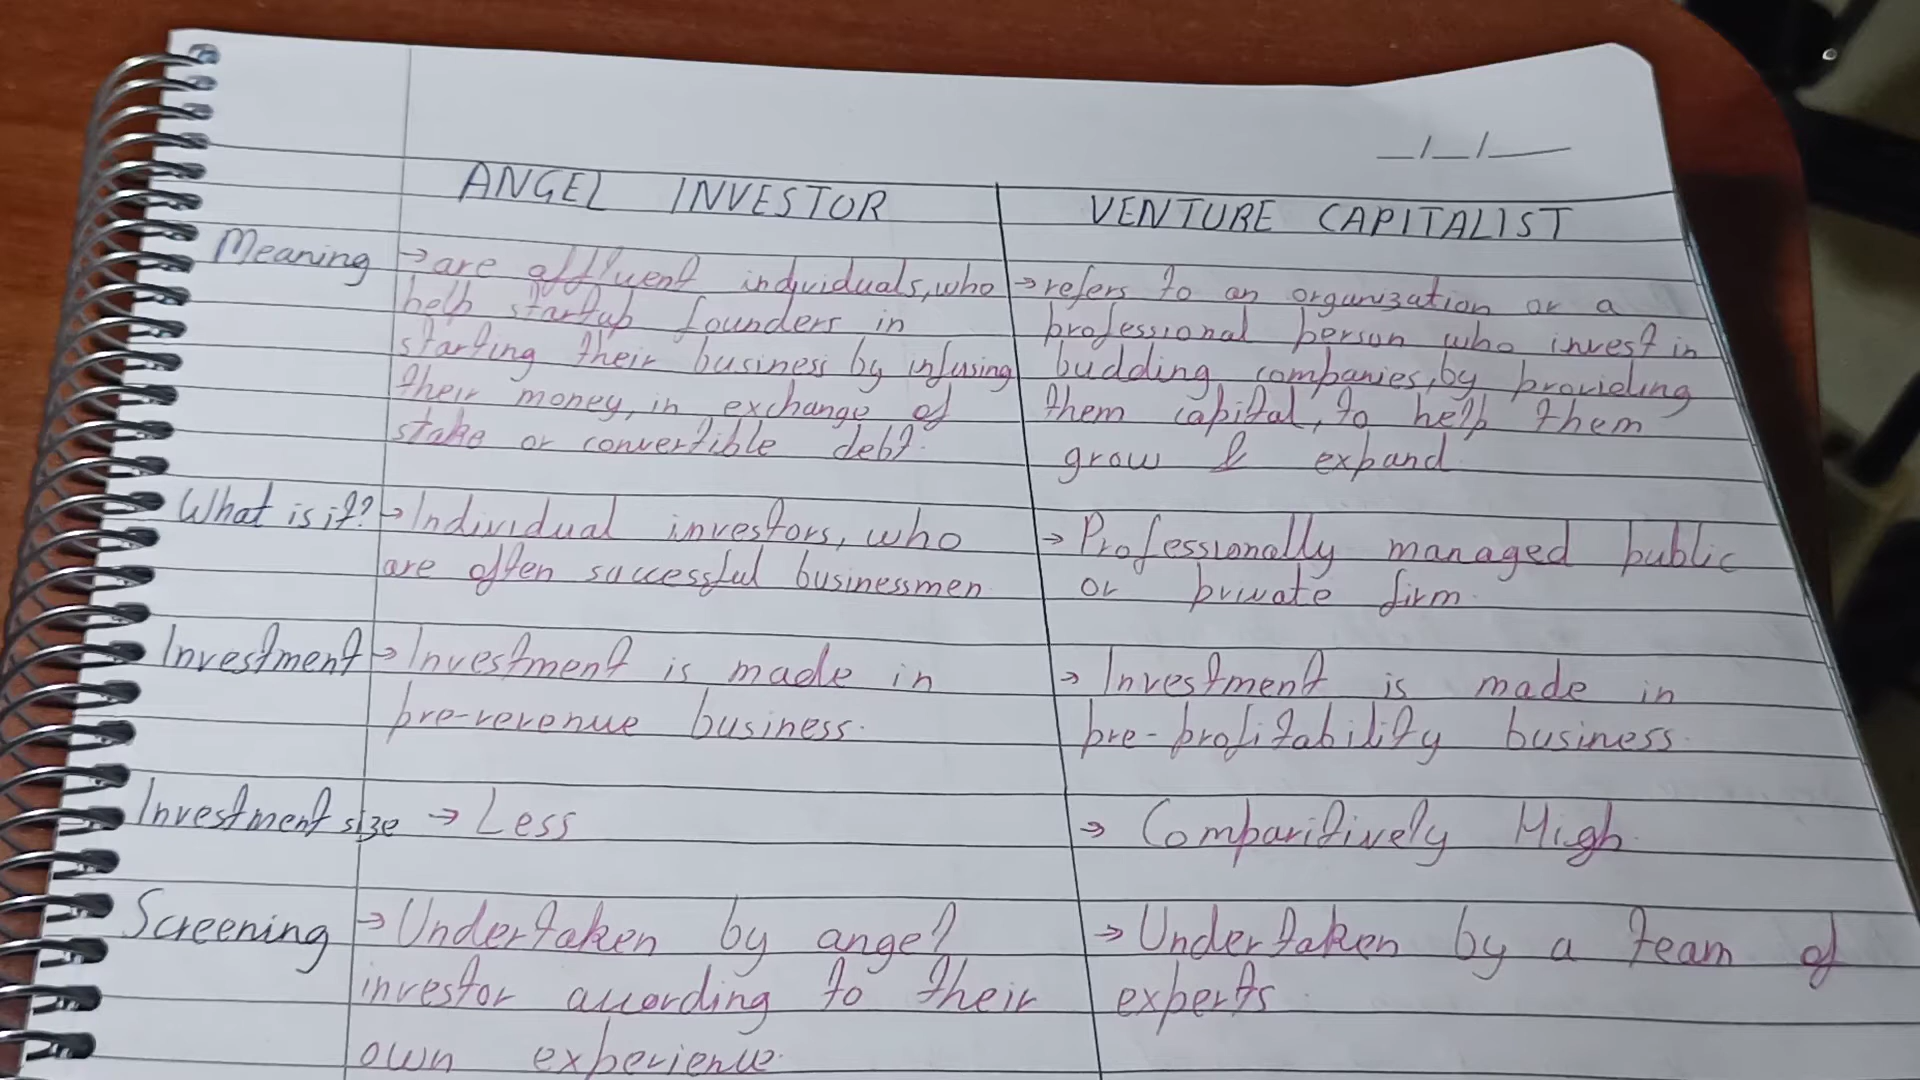 _/_/__
ANGEL INVESTOR VENTURE CAPITALIST
Meaning → are affluent individuals, who → refers to an organization or a
help startup founders in professional person who invest in
starting their business by infusing budding companies, by providing
their money, in exchange of them capital, to help them
stake or convertible debt. grow & expand
What is it? → Individual investors, who → Professionally managed public
are often successful businessmen. or private firm.
Investment → Investment is made in → Investment is made in
pre-revenue business. pre-profitability business.
Investment size → Less → Comparitively High.
Screening → Undertaken by angel → Undertaken by a team of
investor according to their experts.
own experience.